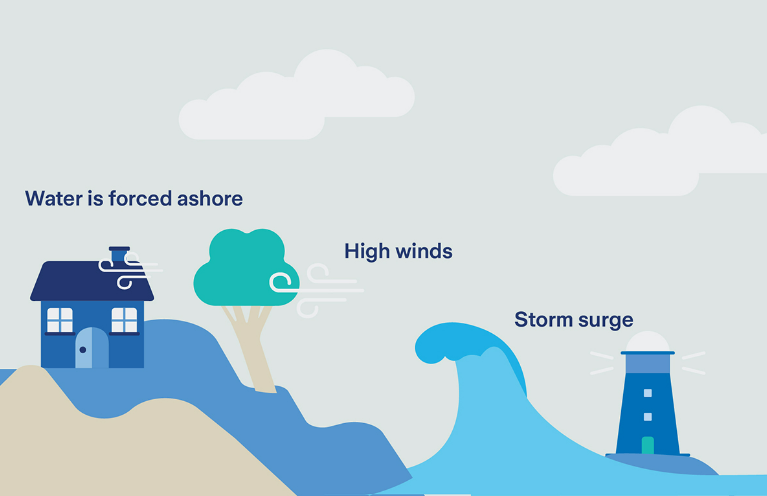 Water is forced ashore
High winds
Storm surge